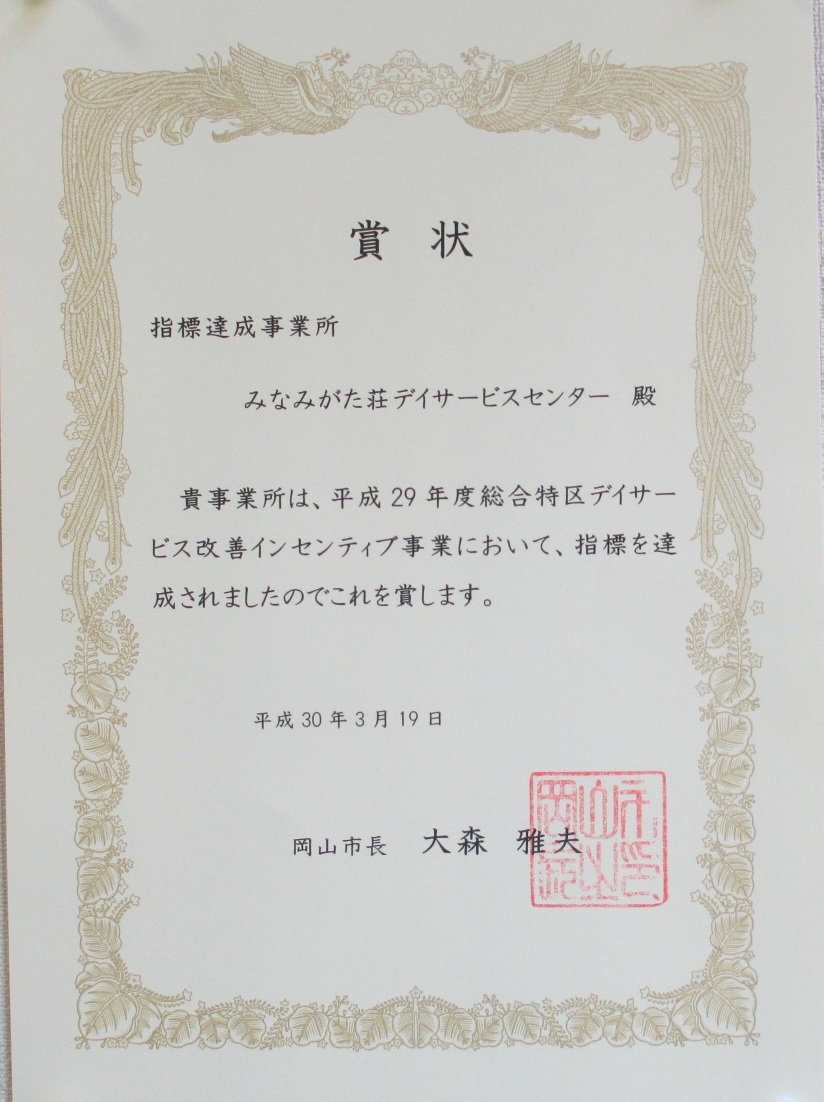 賞状
指標達成事業所
みなみがた荘デイサービスセンター 殿
貴事業所は、平成29年度総合特区デイサー
ビス改善インセンティブ事業において、指標を達
成されましたのでこれを賞します。
平成30年3月19日
岡山市長 大森 雅夫